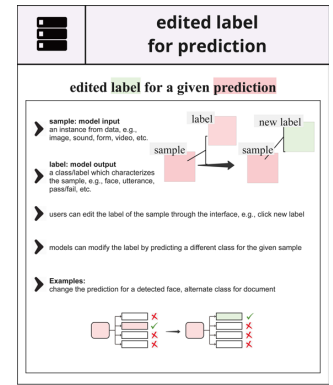 edited label
for prediction
edited label for a given prediction
sample: model input
an instance from data, e.g.,
image, sound, form, video, etc.
label
new label
sample
sample
label: model output
a class/label which characterizes
the sample, e.g., face, utterance,
pass/fail, etc.
users can edit the label of the sample through the interface, e.g., click new label
models can modify the label by predicting a different class for the given sample
Examples:
change the prediction for a detected face, alternate class for document